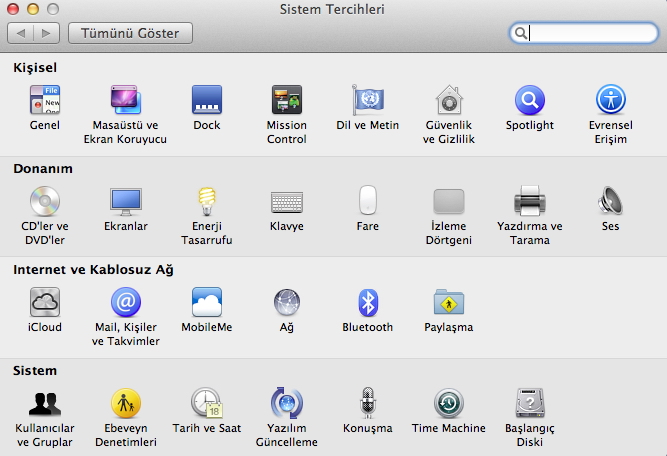 Sistem Tercihleri
Tümünü Göster
Kişisel
Genel
Masaüstü ve
Ekran Koruyucu
Dock
Mission
Control
Dil ve Metin
Güvenlik
ve Gizlilik
Spotlight
Evrensel
Erişim
Donanım
CD'ler ve
DVD'ler
Ekranlar
Enerji
Tasarrufu
Klavye
Fare
İzleme
Dörtgeni
Yazdırma ve
Tarama
Ses
Internet ve Kablosuz Ağ
iCloud
Mail, Kişiler
ve Takvimler
MobileMe
Ağ
Bluetooth
Paylaşma
Sistem
Kullanıcılar
ve Gruplar
Ebeveyn
Denetimleri
Tarih ve Saat
Yazılım
Güncelleme
Konuşma
Time Machine
Başlangıç
Diski